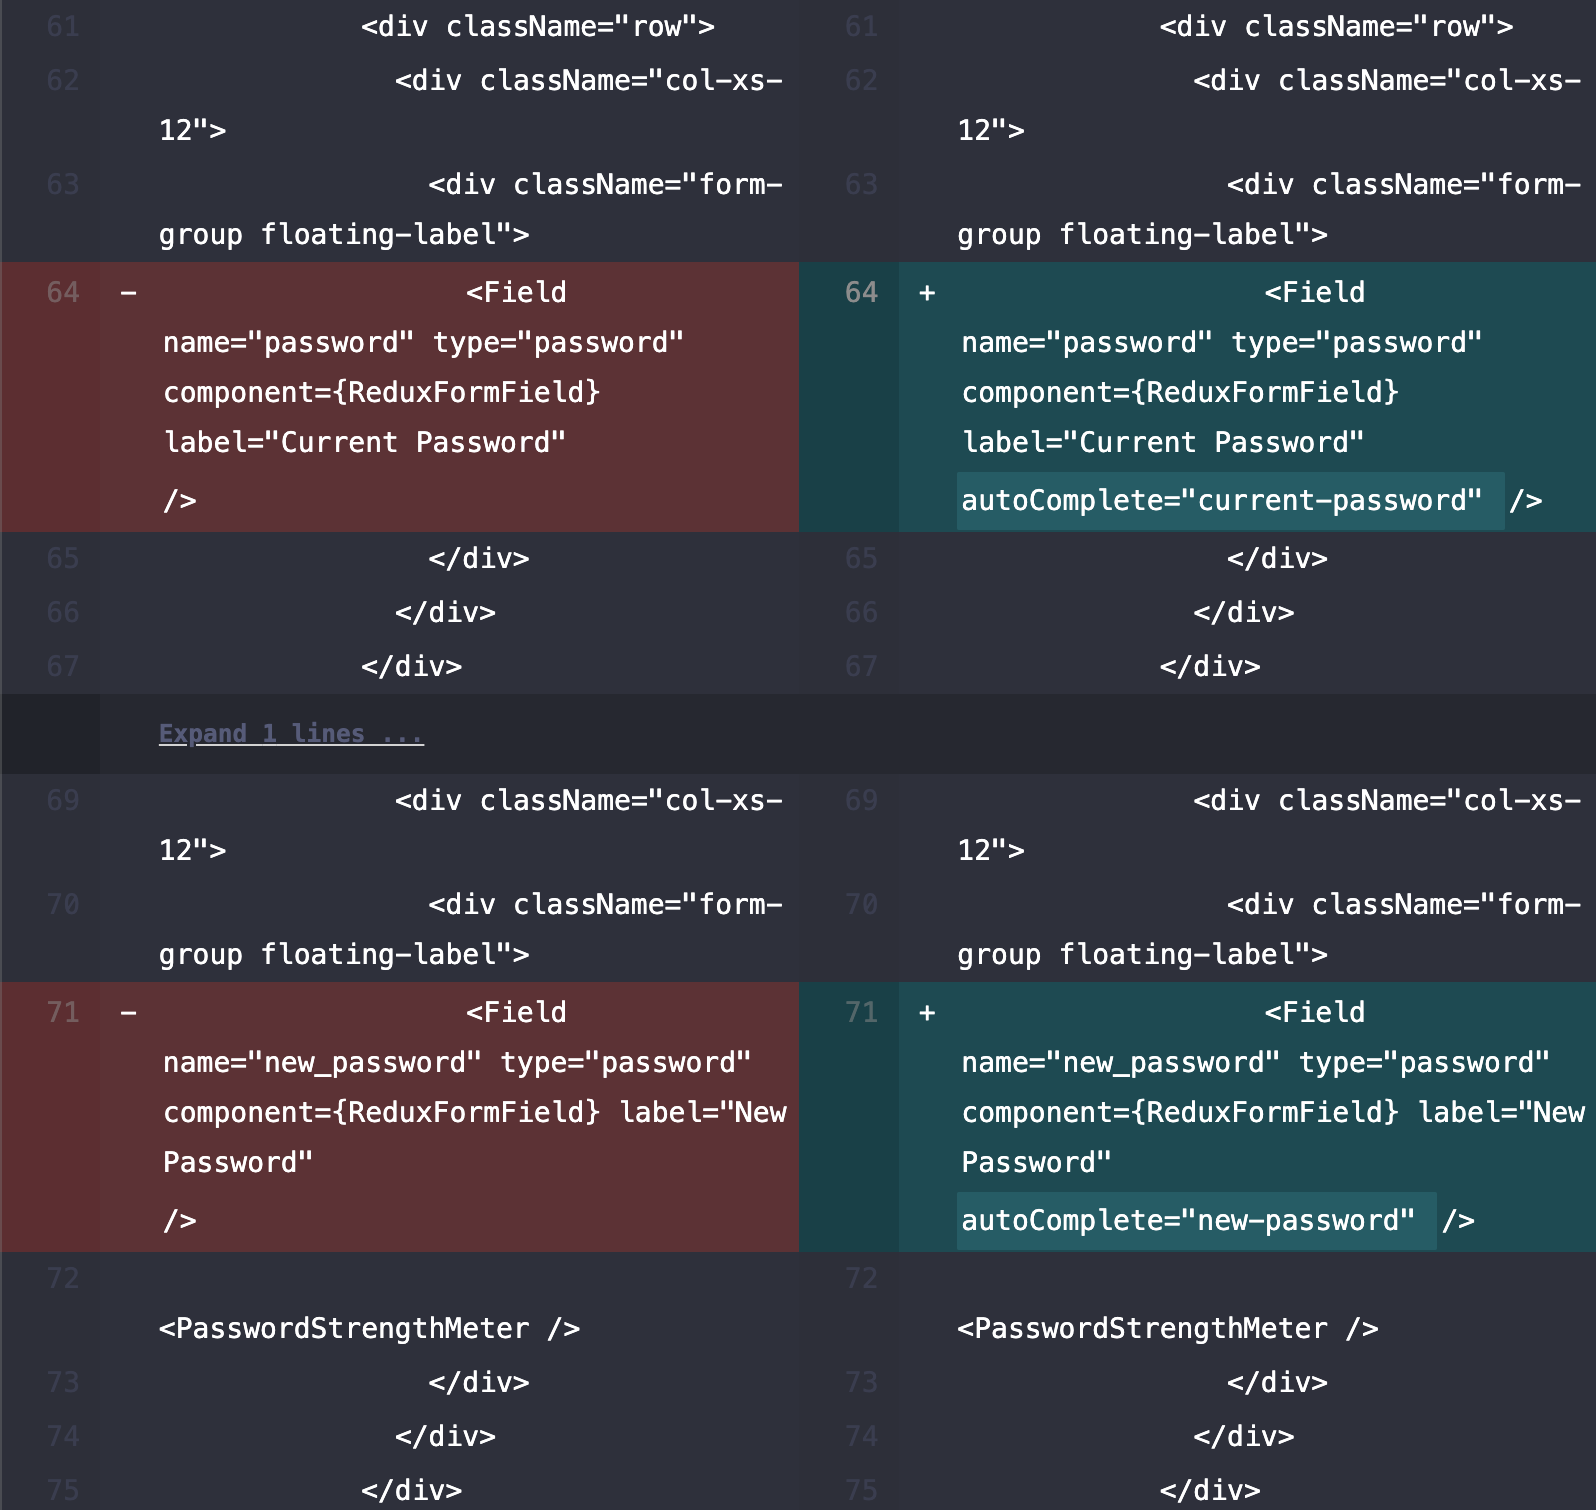 61 <div className="row">
62 <div className="col-xs-
12">
63 <div className="form-
group floating-label">
64 - <Field
name="password" type="password"
component={ReduxFormField}
label="Current Password"
/>
65 </div>
66 </div>
67 </div>
Expand 1 lines ...
69 <div className="col-xs-
12">
70 <div className="form-
group floating-label">
71 - <Field
name="new_password" type="password"
component={ReduxFormField} label="New
Password"
/>
72
<PasswordStrengthMeter />
73 </div>
74 </div>
75 </div>
61 <div className="row">
62 <div className="col-xs-
12">
63 <div className="form-
group floating-label">
64 + <Field
name="password" type="password"
component={ReduxFormField}
label="Current Password"
autoComplete="current-password" />
65 </div>
66 </div>
67 </div>
69 <div className="col-xs-
12">
70 <div className="form-
group floating-label">
71 + <Field
name="new_password" type="password"
component={ReduxFormField} label="New
Password"
autoComplete="new-password" />
72
<PasswordStrengthMeter />
73 </div>
74 </div>
75 </div>